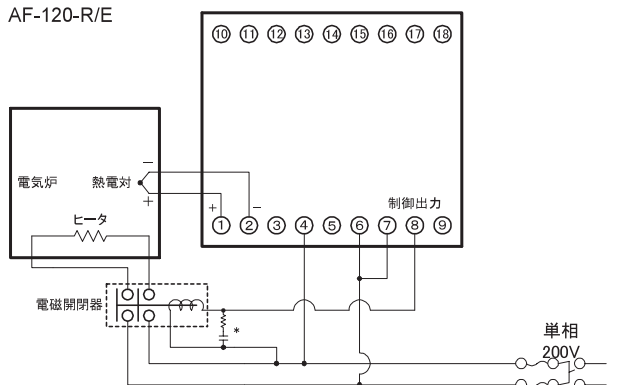 AF-120-R/E
⑩ ⑪ ⑫ ⑬ ⑭ ⑮ ⑯ ⑰ ⑱
電気炉 熱電対
−
+
ヒータ
制御出力
+ −
① ② ③ ④ ⑤ ⑥ ⑦ ⑧ ⑨
電磁開閉器
*
単相
200V